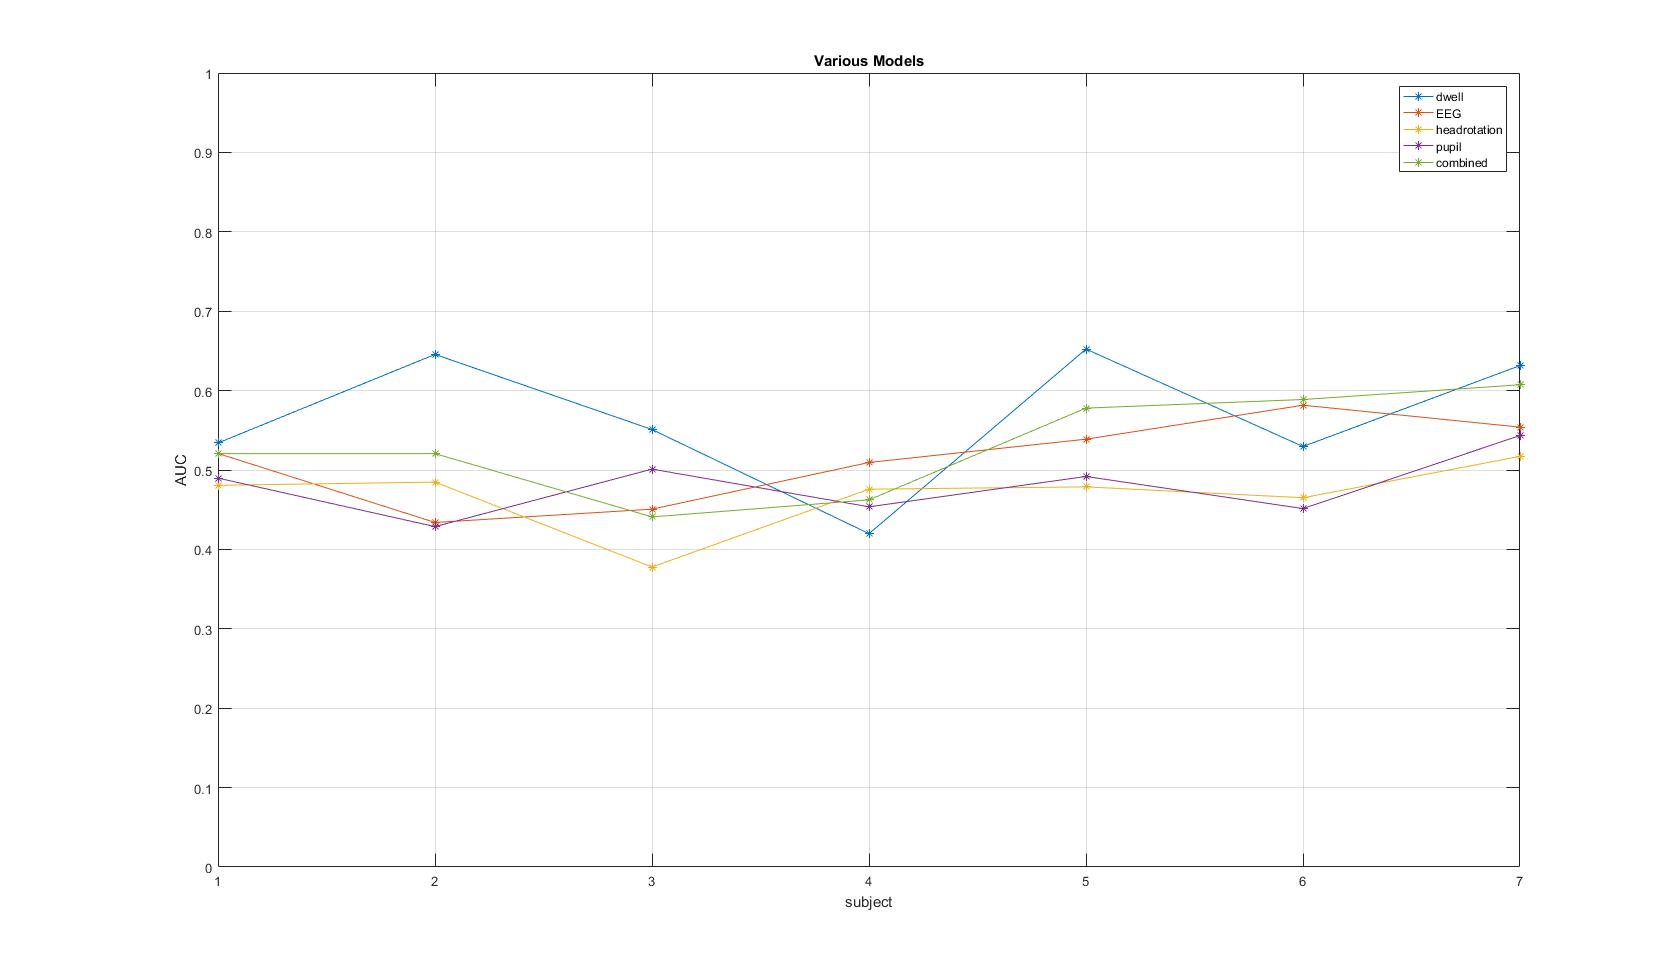 Various Models
1
0.9
0.8
0.7
0.6
0.5
0.4
0.3
0.2
0.1
0
AUC
dwell
EEG
headrotation
pupil
combined
1 2 3 4 5 6 7
subject